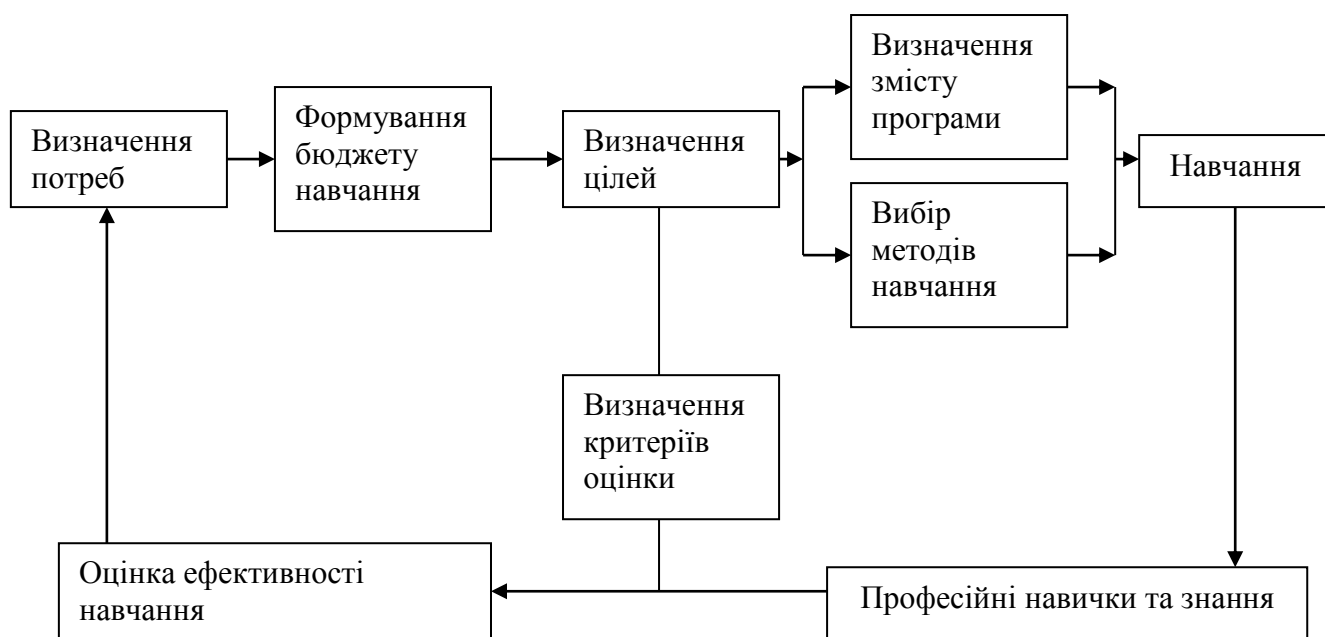 Визначення
потреб
Формування
бюджету
навчання
Визначення
цілей
Визначення
змісту
програми
Вибір
методів
навчання
Навчання
Визначення
критеріїв
оцінки
Оцінка ефективності
навчання
Професійні навички та знання